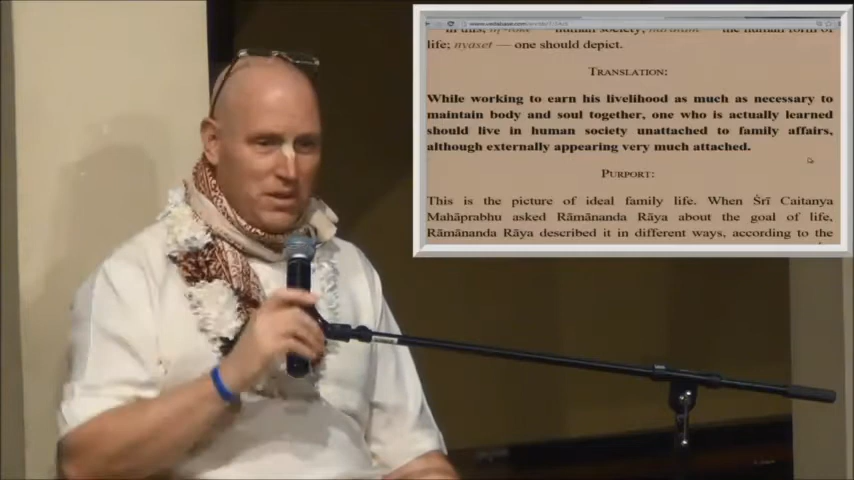 life; nyaset — one should depict.
TRANSLATION:
While working to earn his livelihood as much as necessary to
maintain body and soul together, one who is actually learned
should live in human society unattached to family affairs,
although externally appearing very much attached.
PURPORT:
This is the picture of ideal family life. When Śrī Caitanya
Mahāprabhu asked Rāmānanda Rāya about the goal of life,
Rāmānanda Rāya described it in different ways, according to the